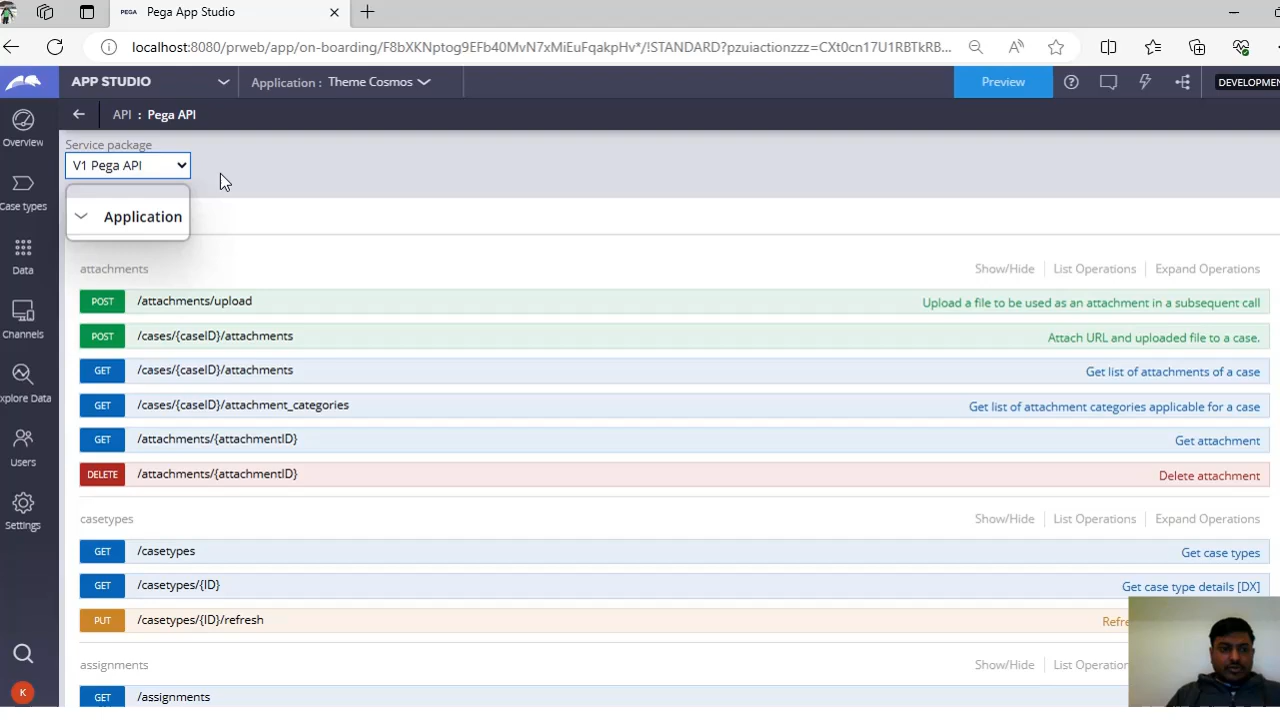 PEGA Pega App Studio
localhost:8080/prweb/app/on-boarding/F8bXKNptog9EFb40MvN7xMiEuFqakpHv*/!STANDARD?pzuiactionzzz=CXt0cn17U1RBTkRB...
APP STUDIO Application : Theme Cosmos Preview DEVELOPMEN
API : Pega API
Overview
Case types
Data
Channels
xplore Data
Users
Settings
K
Service package
V1 Pega API
Application
attachments Show/Hide List Operations Expand Operations
POST /attachments/upload Upload a file to be used as an attachment in a subsequent call
POST /cases/{caseID}/attachments Attach URL and uploaded file to a case.
GET /cases/{caseID}/attachments Get list of attachments of a case
GET /cases/{caseID}/attachment_categories Get list of attachment categories applicable for a case
GET /attachments/{attachmentID} Get attachment
DELETE /attachments/{attachmentID} Delete attachment
casetypes Show/Hide List Operations Expand Operations
GET /casetypes Get case types
GET /casetypes/{ID} Get case type details [DX]
PUT /casetypes/{ID}/refresh Refre
assignments Show/Hide List Operation
GET /assignments